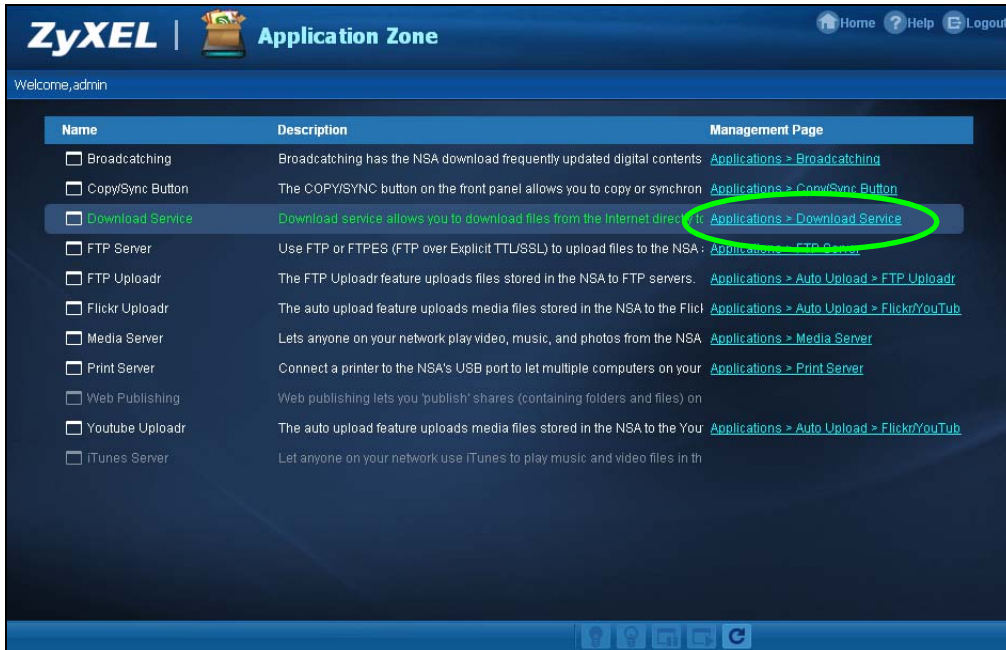 ZyXEL | Application Zone Home Help Logout
Welcome,admin
Name Description Management Page
Broadcatching Broadcatching has the NSA download frequently updated digital contents Applications > Broadcatching
Copy/Sync Button The COPY/SYNC button on the front panel allows you to copy or synchron Applications > Copy/Sync Button
Download Service Download service allows you to download files from the Internet directly to Applications > Download Service
FTP Server Use FTP or FTPES (FTP over Explicit TTL/SSL) to upload files to the NSA Applications > FTP Server
FTP Uploadr The FTP Uploadr feature uploads files stored in the NSA to FTP servers. Applications > Auto Upload > FTP Uploadr
Flickr Uploadr The auto upload feature uploads media files stored in the NSA to the Flick Applications > Auto Upload > Flickr/YouTub
Media Server Lets anyone on your network play video, music, and photos from the NSA Applications > Media Server
Print Server Connect a printer to the NSA's USB port to let multiple computers on your Applications > Print Server
Web Publishing Web publishing lets you 'publish' shares (containing folders and files) on
Youtube Uploadr The auto upload feature uploads media files stored in the NSA to the You Applications > Auto Upload > Flickr/YouTub
iTunes Server Let anyone on your network use iTunes to play music and video files in th